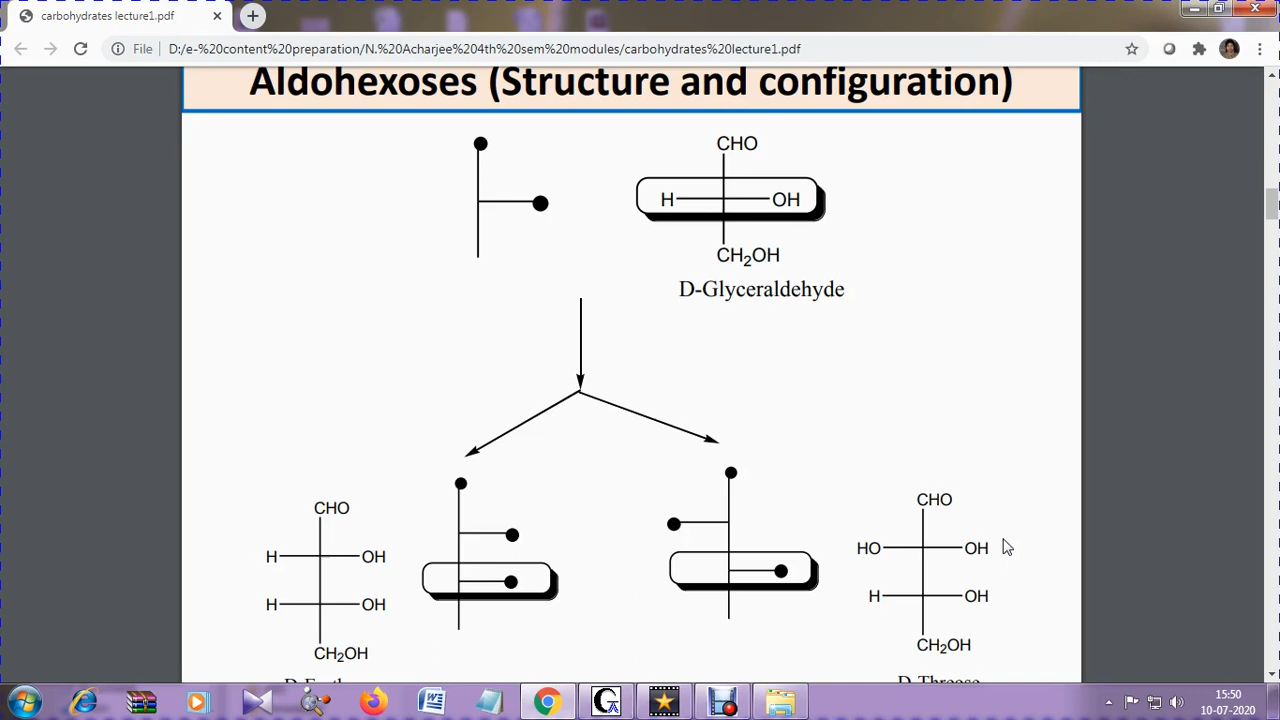 carbohydrates lecture1.pdf
File
D:/e-%20content%20preparation/N.%20Acharjee%204th%20sem%20modules/carbohydrates%20lecture1.pdf
Aldohexoses (Structure and configuration)
CHO
H OH
CH2OH
D-Glyceraldehyde
CHO
H OH
H OH
CH2OH
CHO
HO OH
H OH
CH2OH
D-Threose
15:50
10-07-2020